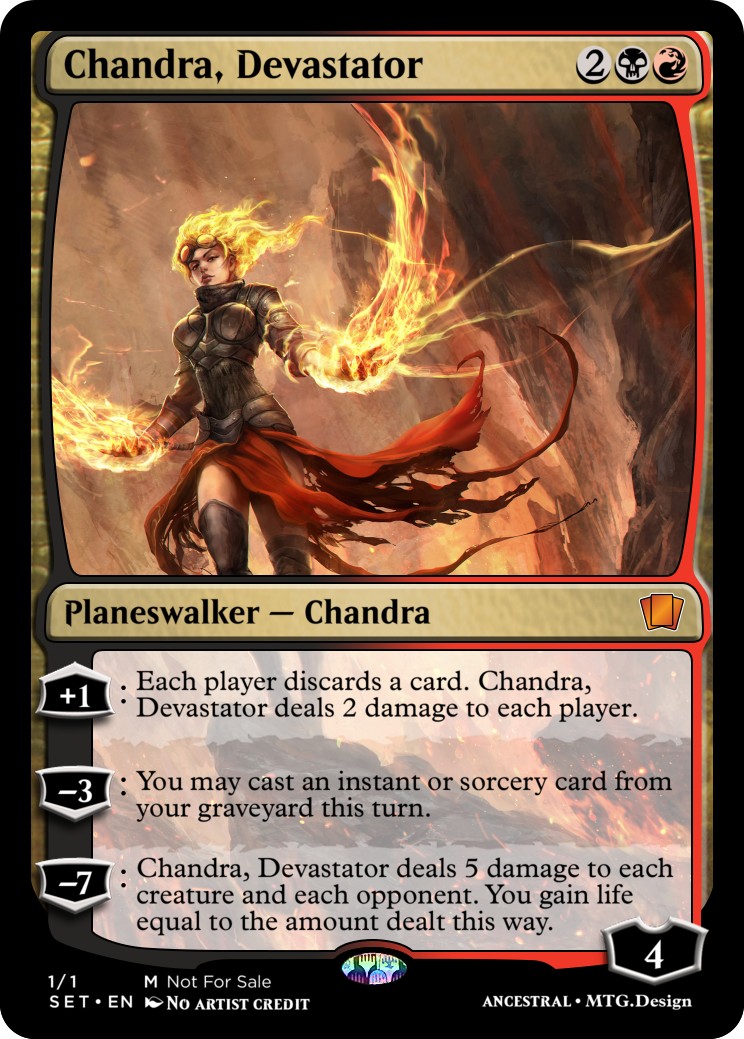 Chandra, Devastator 2
Planeswalker — Chandra
+1 : Each player discards a card. Chandra,
Devastator deals 2 damage to each player.
−3 : You may cast an instant or sorcery card from
your graveyard this turn.
−7 : Chandra, Devastator deals 5 damage to each
creature and each opponent. You gain life
equal to the amount dealt this way.
4
1/1 M Not For Sale
SET • EN No artist credit ANCESTRAL • MTG.Design